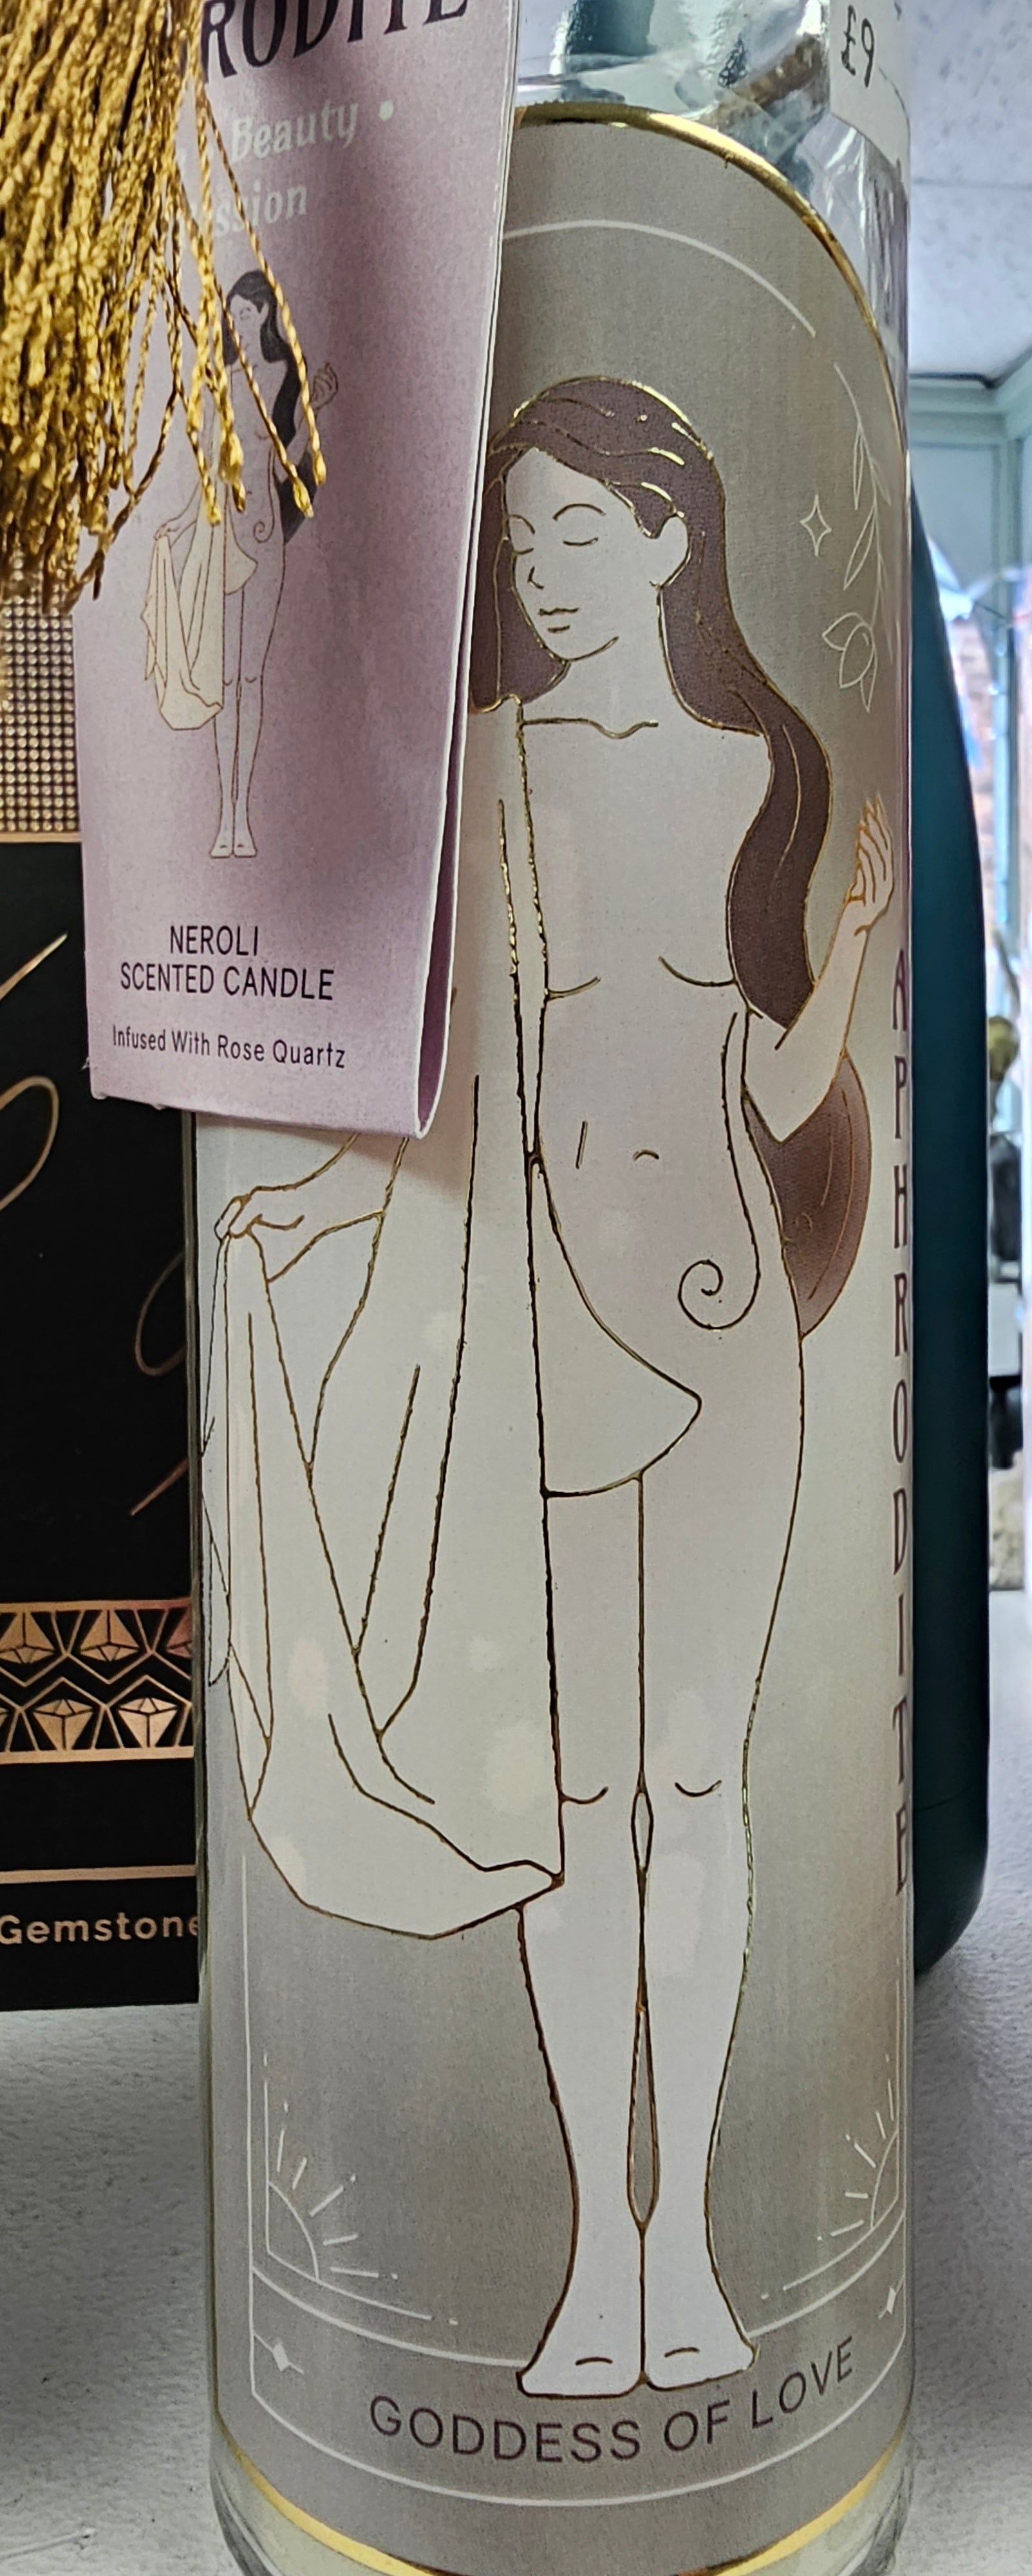 £9
RODITE
Beauty •
ssion
NEROLI
SCENTED CANDLE
Infused With Rose Quartz
APHRODITE
Gemstone
GODDESS OF LOVE